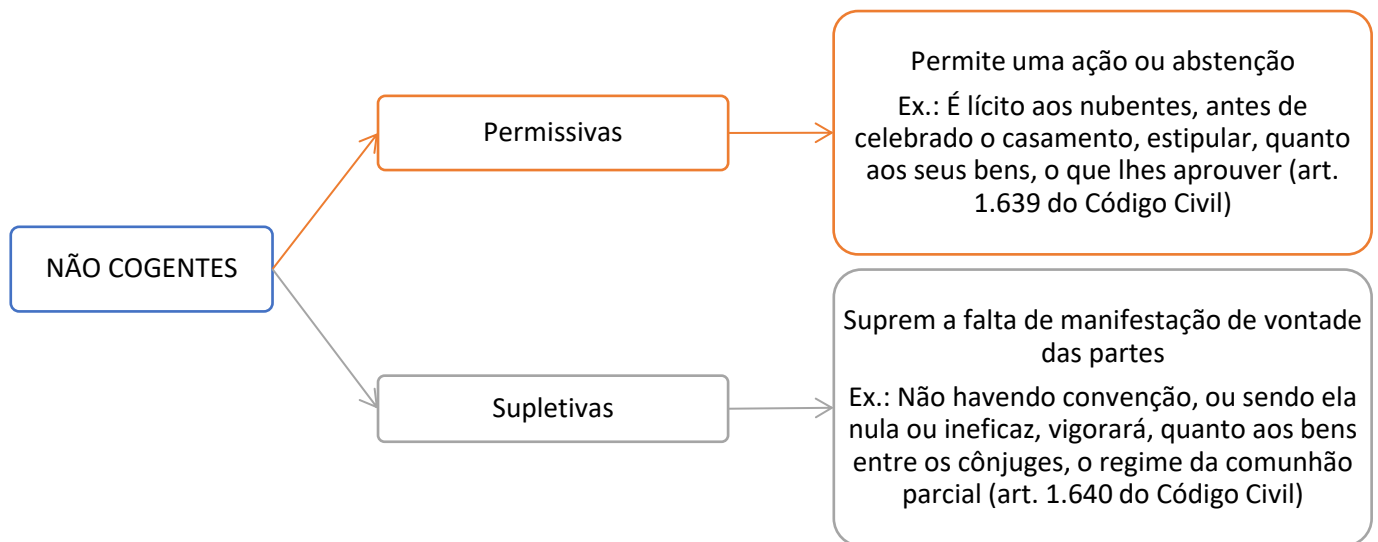 NÃO COGENTES
Permissivas
Permite uma ação ou abstenção
Ex.: É lícito aos nubentes, antes de
celebrado o casamento, estipular, quanto
aos seus bens, o que lhes aprouver (art.
1.639 do Código Civil)
Supletivas
Suprem a falta de manifestação de vontade
das partes
Ex.: Não havendo convenção, ou sendo ela
nula ou ineficaz, vigorará, quanto aos bens
entre os cônjuges, o regime da comunhão
parcial (art. 1.640 do Código Civil)